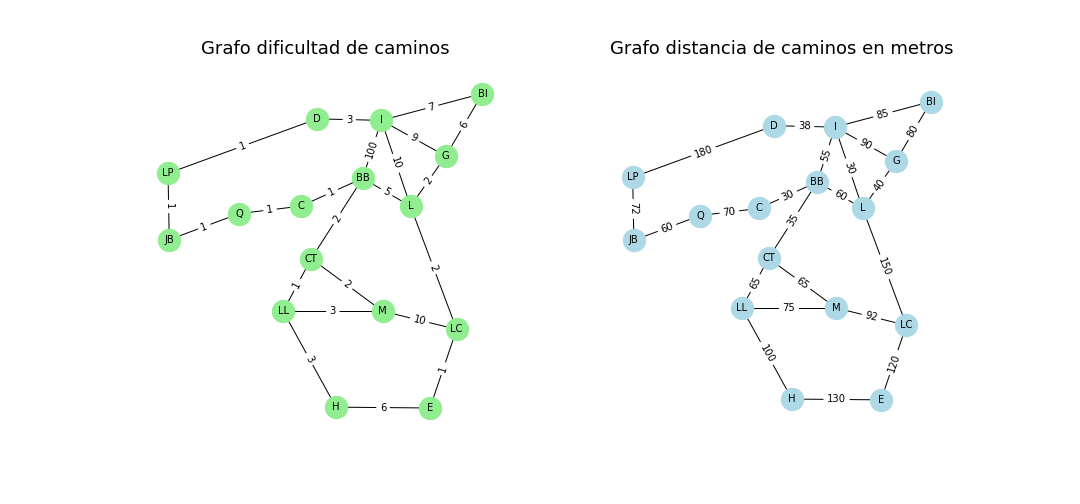 Grafo dificultad de caminos
Grafo distancia de caminos en metros
BI
7
D
3
I
6
9
1
100
10
G
LP
BB
2
1
5
1
C
L
Q
1
2
1
JB
CT
2
1
2
LL
3
M
10
LC
3
1
H
6
E
BI
85
D
38
I
80
90
180
55
30
G
LP
BB
40
30
60
72
C
L
Q
70
35
60
JB
CT
150
65
65
LL
75
M
92
LC
100
120
H
130
E